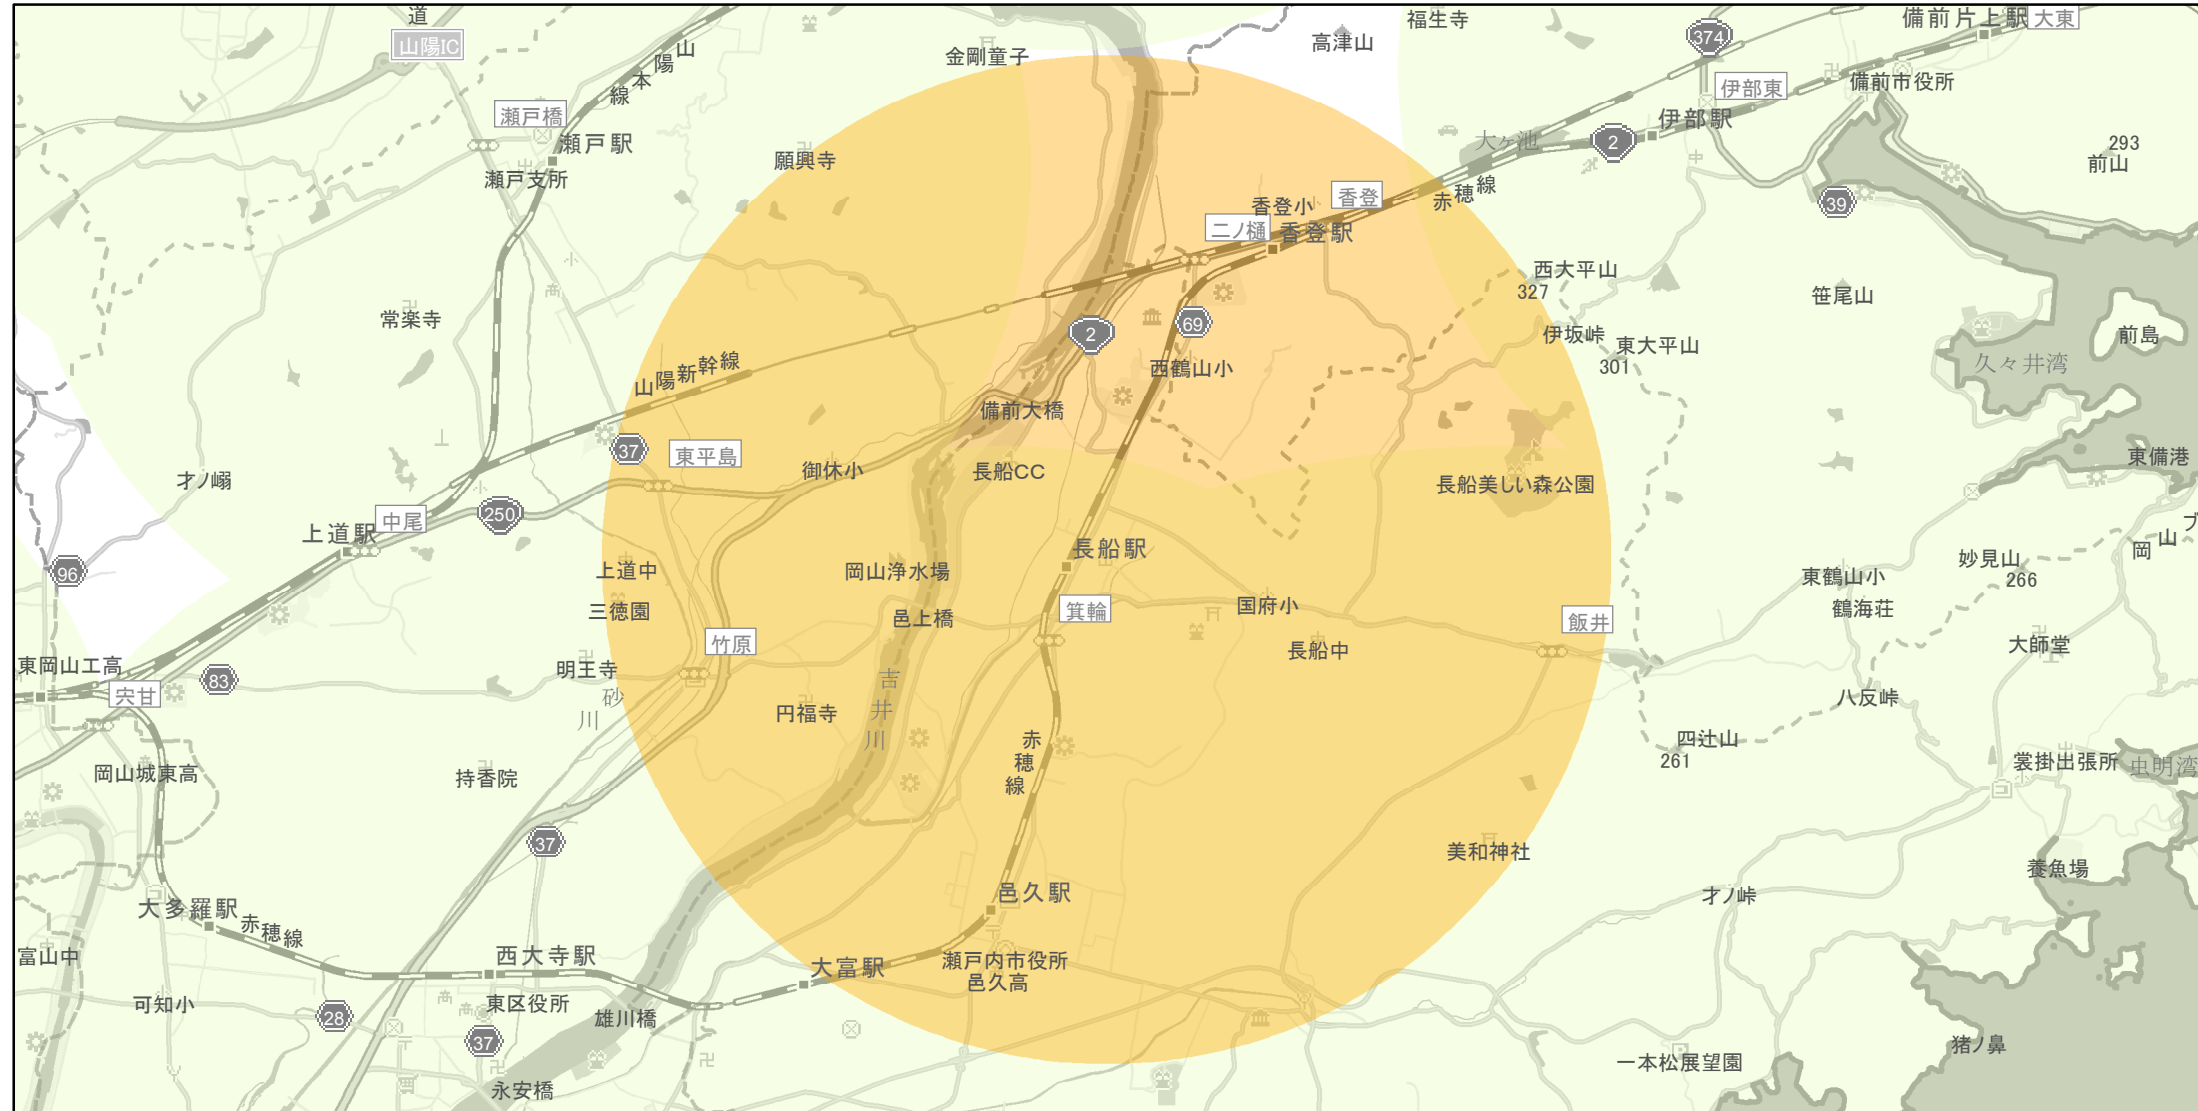 道
山陽IC
山陽本線
金剛童子
高津山
福生寺
374
備前片上駅
大東
伊部東
備前市役所
瀬戸橋
瀬戸駅
瀬戸支所
願興寺
大ヶ池
2
伊部駅
293
前山
39
香登
香登小
二ノ樋
香登駅
赤穂線
常楽寺
西大平山
327
笹尾山
伊坂峠
東大平山
301
前島
久々井湾
69
2
西鶴山小
山陽新幹線
備前大橋
37
東平島
御休小
長船CC
長船美しい森公園
東備港
才ノ嵶
中尾
250
上道駅
96
上道中
三徳園
岡山浄水場
長船駅
岡山ブ
妙見山
266
東鶴山小
鶴海荘
箕輪
国府小
邑上橋
飯井
竹原
長船中
大師堂
東岡山工高
83
宍甘
明王寺
砂川
吉井川
円福寺
八反峠
四辻山
261
裳掛出張所
虫明湾
岡山城東高
持香院
赤穂線
37
美和神社
養魚場
才ノ峠
邑久駅
大多羅駅
赤穂線
富山中
西大寺駅
大富駅
瀬戸内市役所
邑久高
可知小
28
東区役所
37
雄川橋
永安橋
猪ノ鼻
一本松展望園